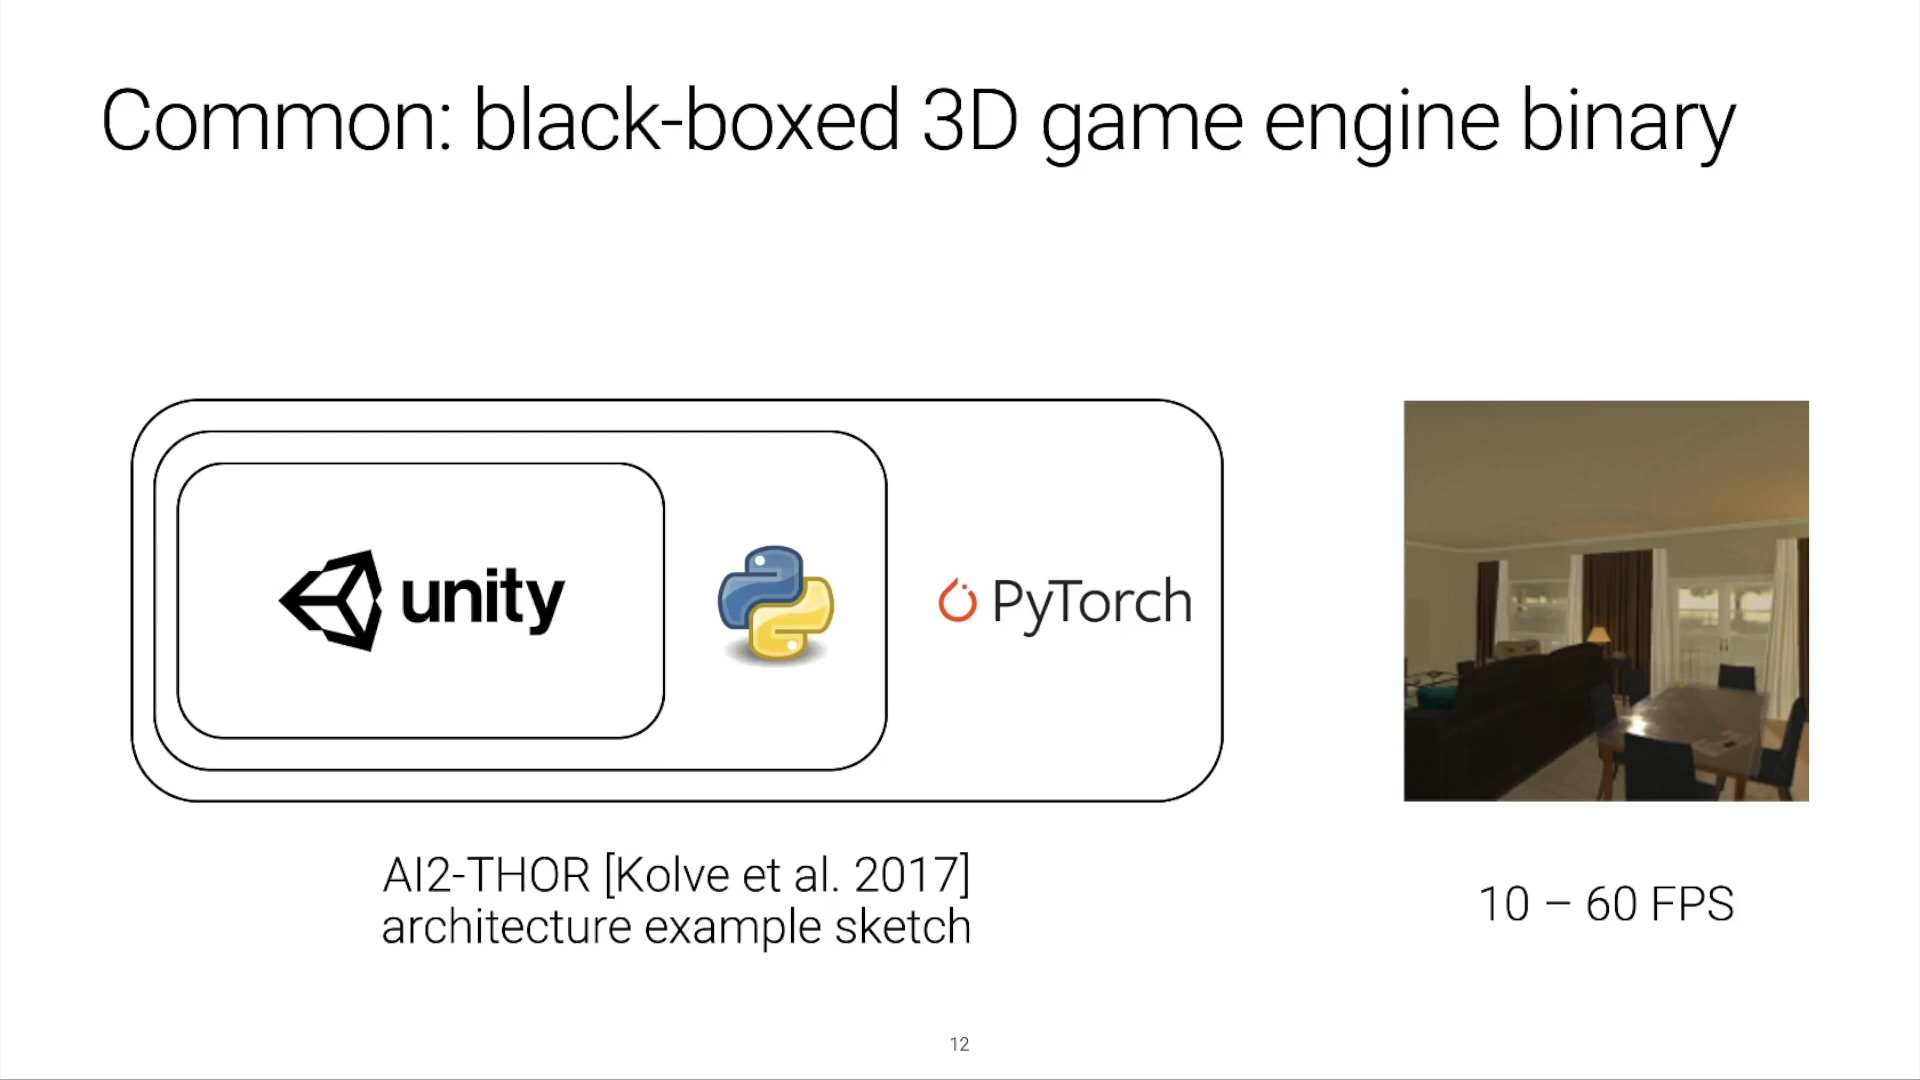 Common: black-boxed 3D game engine binary
unity
PyTorch
AI2-THOR [Kolve et al. 2017]
architecture example sketch
10 – 60 FPS
12